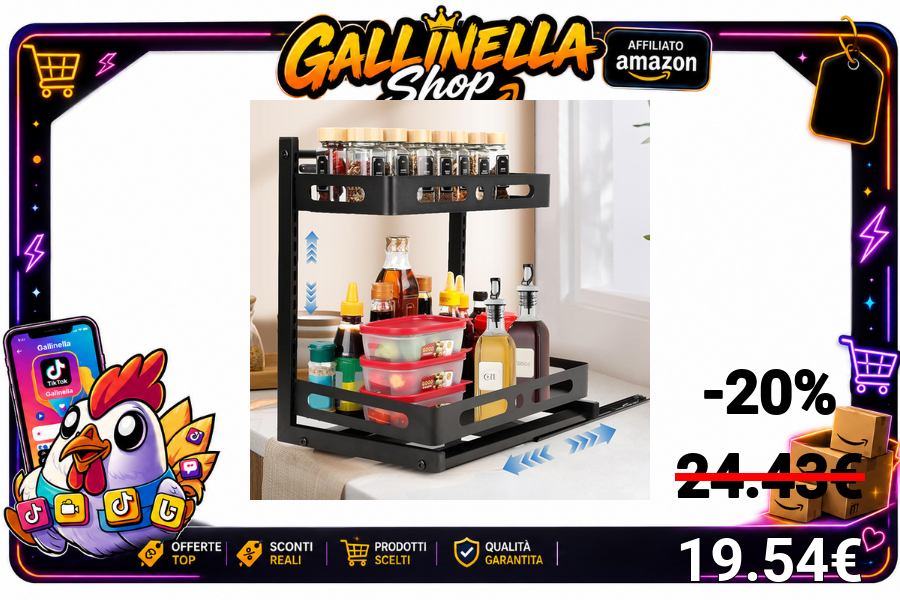 GALLINELLA
Shop
AFFILIATO
amazon
Gallinella
TikTok
Gallinella
-20%
24.43€
19.54€
OFFERTE
TOP
SCONTI
REALI
PRODOTTI
SCELTI
QUALITÀ
GARANTITA